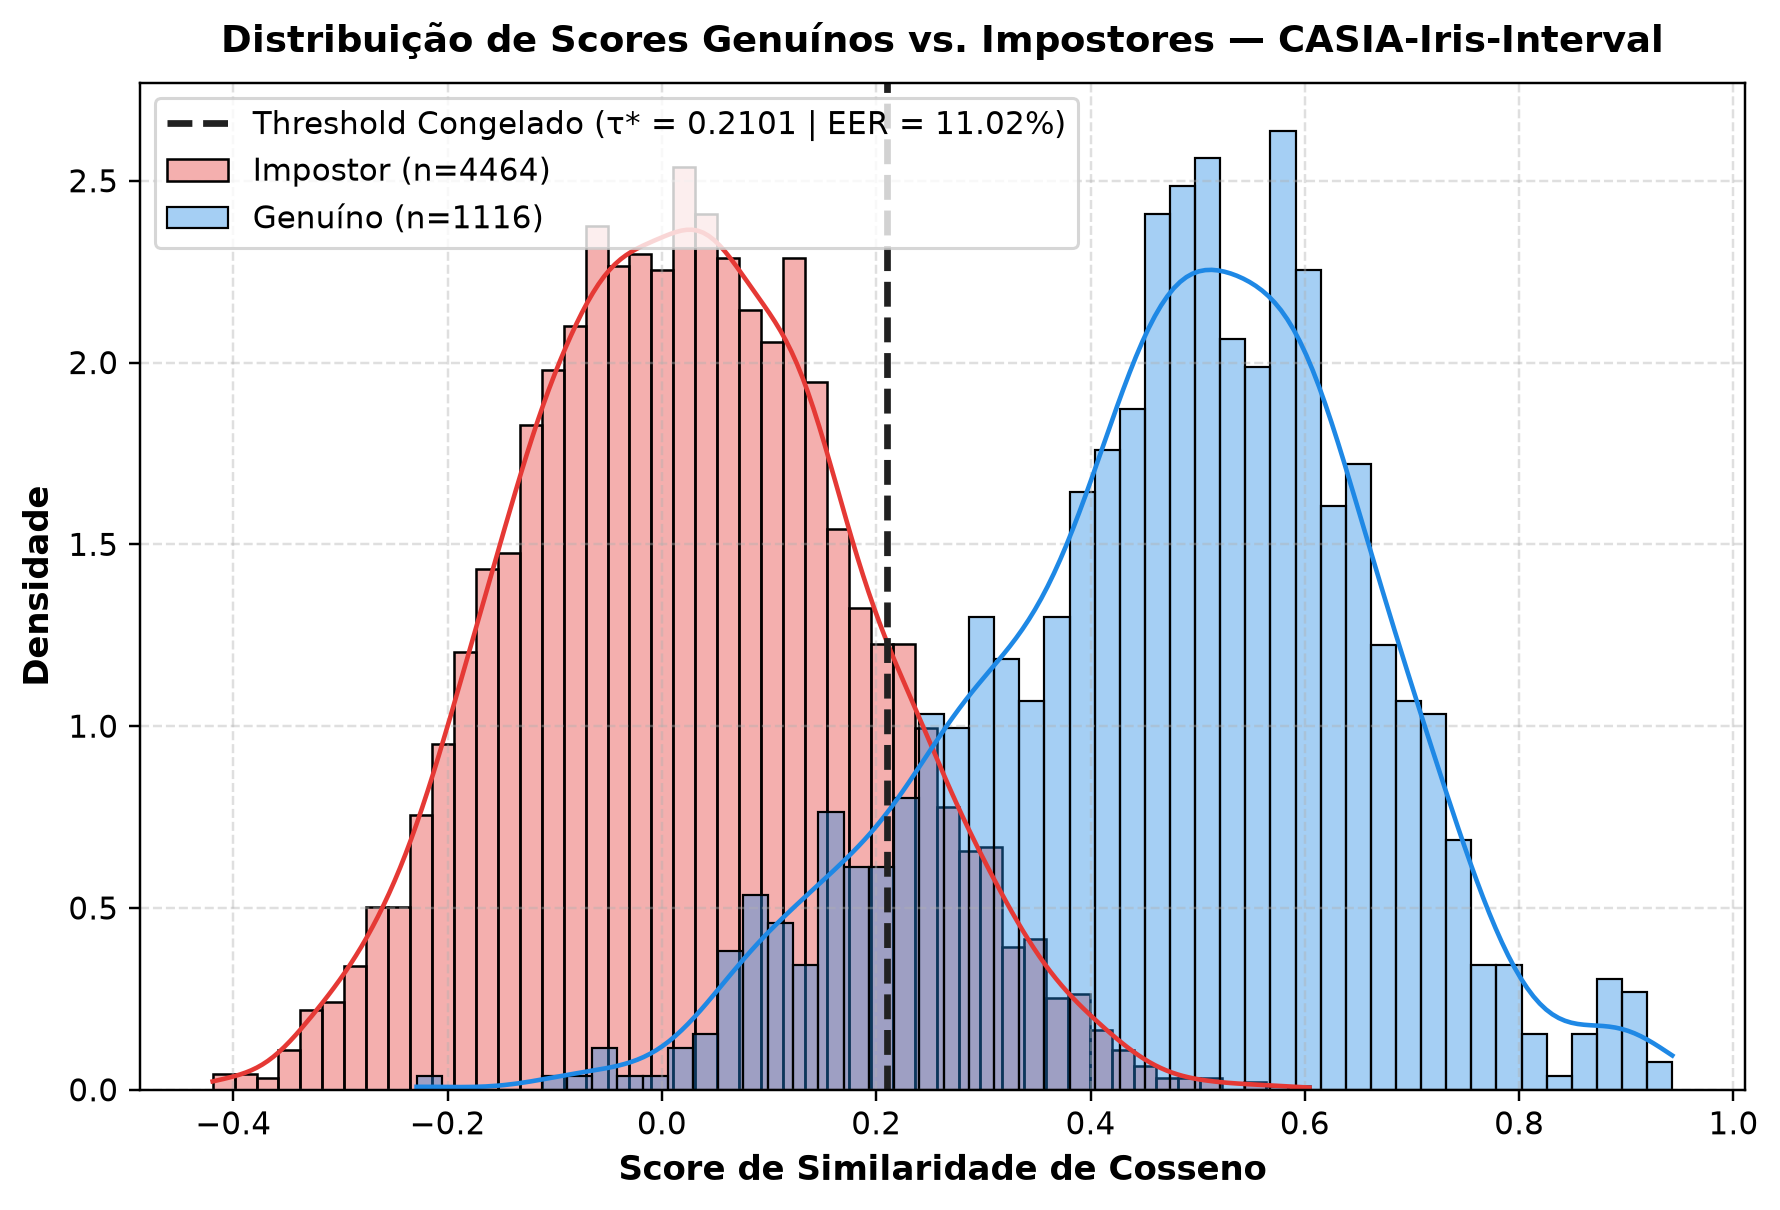 Distribuição de Scores Genuínos vs. Impostores — CASIA-Iris-Interval
Threshold Congelado (τ* = 0.2101 | EER = 11.02%)
Impostor (n=4464)
Genuíno (n=1116)
Densidade
2.5
2.0
1.5
1.0
0.5
0.0
−0.4 −0.2 0.0 0.2 0.4 0.6 0.8 1.0
Score de Similaridade de Cosseno